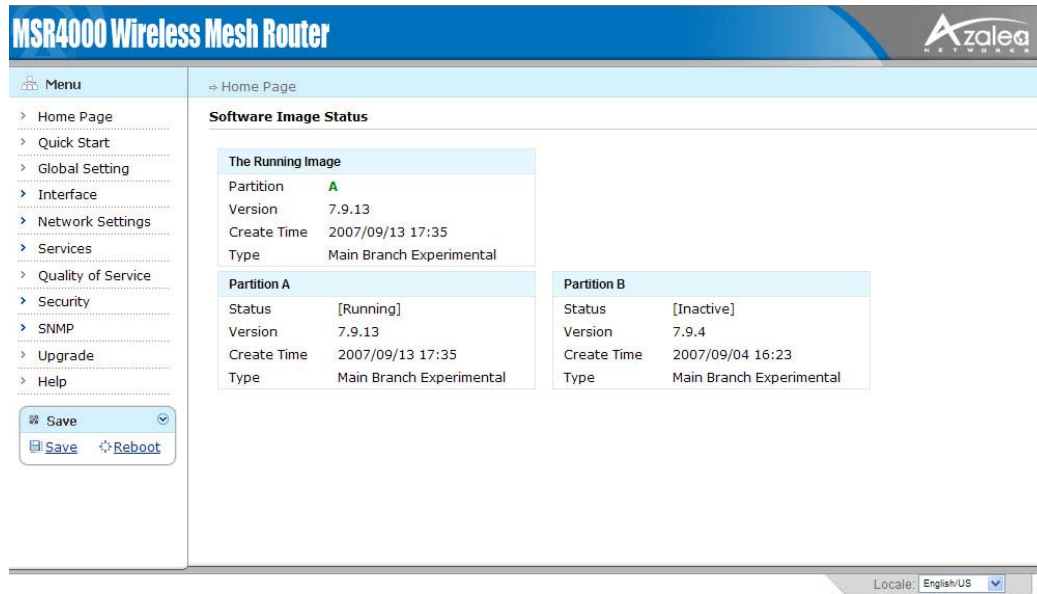 MSR4000 Wireless Mesh Router
Azalea
NETWORKS
Menu
Home Page
Quick Start
Global Setting
Interface
Network Settings
Services
Quality of Service
Security
SNMP
Upgrade
Help
Save
Save Reboot
⇨ Home Page
Software Image Status
The Running Image
Partition A
Version 7.9.13
Create Time 2007/09/13 17:35
Type Main Branch Experimental
Partition A
Status [Running]
Version 7.9.13
Create Time 2007/09/13 17:35
Type Main Branch Experimental
Partition B
Status [Inactive]
Version 7.9.4
Create Time 2007/09/04 16:23
Type Main Branch Experimental
Locale: English/US